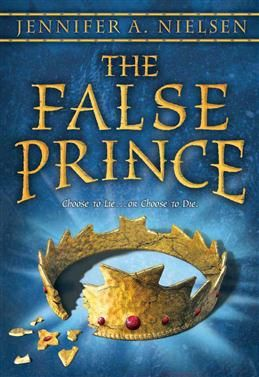 JENNIFER A. NIELSEN
THE
FALSE
PRINCE
CHOOSE TO LIE...OR CHOOSE TO DIE.